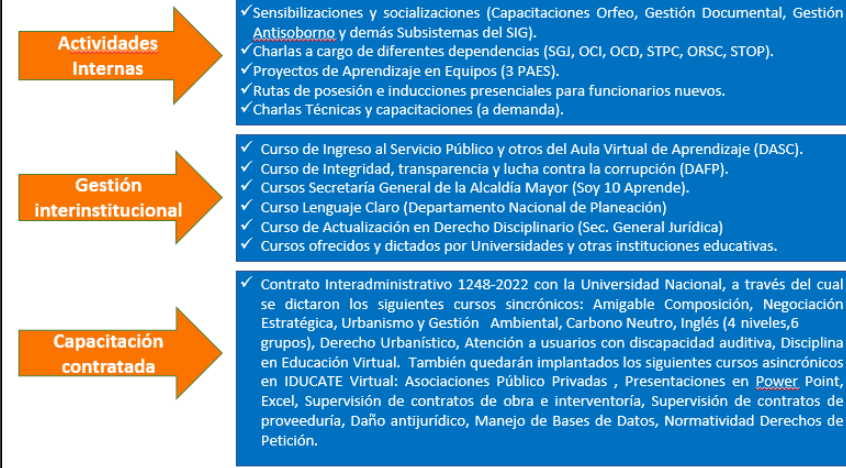 Actividades
Internas
✓Sensibilizaciones y socializaciones (Capacitaciones Orfeo, Gestión Documental, Gestión
Antisoborno y demás Subsistemas del SIG).
✓Charlas a cargo de diferentes dependencias (SGJ, OCI, OCD, STPC, ORSC, STOP).
✓Proyectos de Aprendizaje en Equipos (3 PAES).
✓Rutas de posesión e inducciones presenciales para funcionarios nuevos.
✓Charlas Técnicas y capacitaciones (a demanda).
Gestión
interinstitucional
✓ Curso de Ingreso al Servicio Público y otros del Aula Virtual de Aprendizaje (DASC).
✓ Curso de Integridad, transparencia y lucha contra la corrupción (DAFP).
✓ Cursos Secretaría General de la Alcaldía Mayor (Soy 10 Aprende).
✓ Curso Lenguaje Claro (Departamento Nacional de Planeación)
✓ Curso de Actualización en Derecho Disciplinario (Sec. General Jurídica)
✓ Cursos ofrecidos y dictados por Universidades y otras instituciones educativas.
Capacitación
contratada
✓ Contrato Interadministrativo 1248-2022 con la Universidad Nacional, a través del cual
se dictaron los siguientes cursos sincrónicos: Amigable Composición, Negociación
Estratégica, Urbanismo y Gestión Ambiental, Carbono Neutro, Inglés (4 niveles,6
grupos), Derecho Urbanístico, Atención a usuarios con discapacidad auditiva, Disciplina
en Educación Virtual. También quedarán implantados los siguientes cursos asincrónicos
en IDUCATE Virtual: Asociaciones Público Privadas , Presentaciones en Power Point,
Excel, Supervisión de contratos de obra e interventoría, Supervisión de contratos de
proveeduría, Daño antijurídico, Manejo de Bases de Datos, Normatividad Derechos de
Petición.